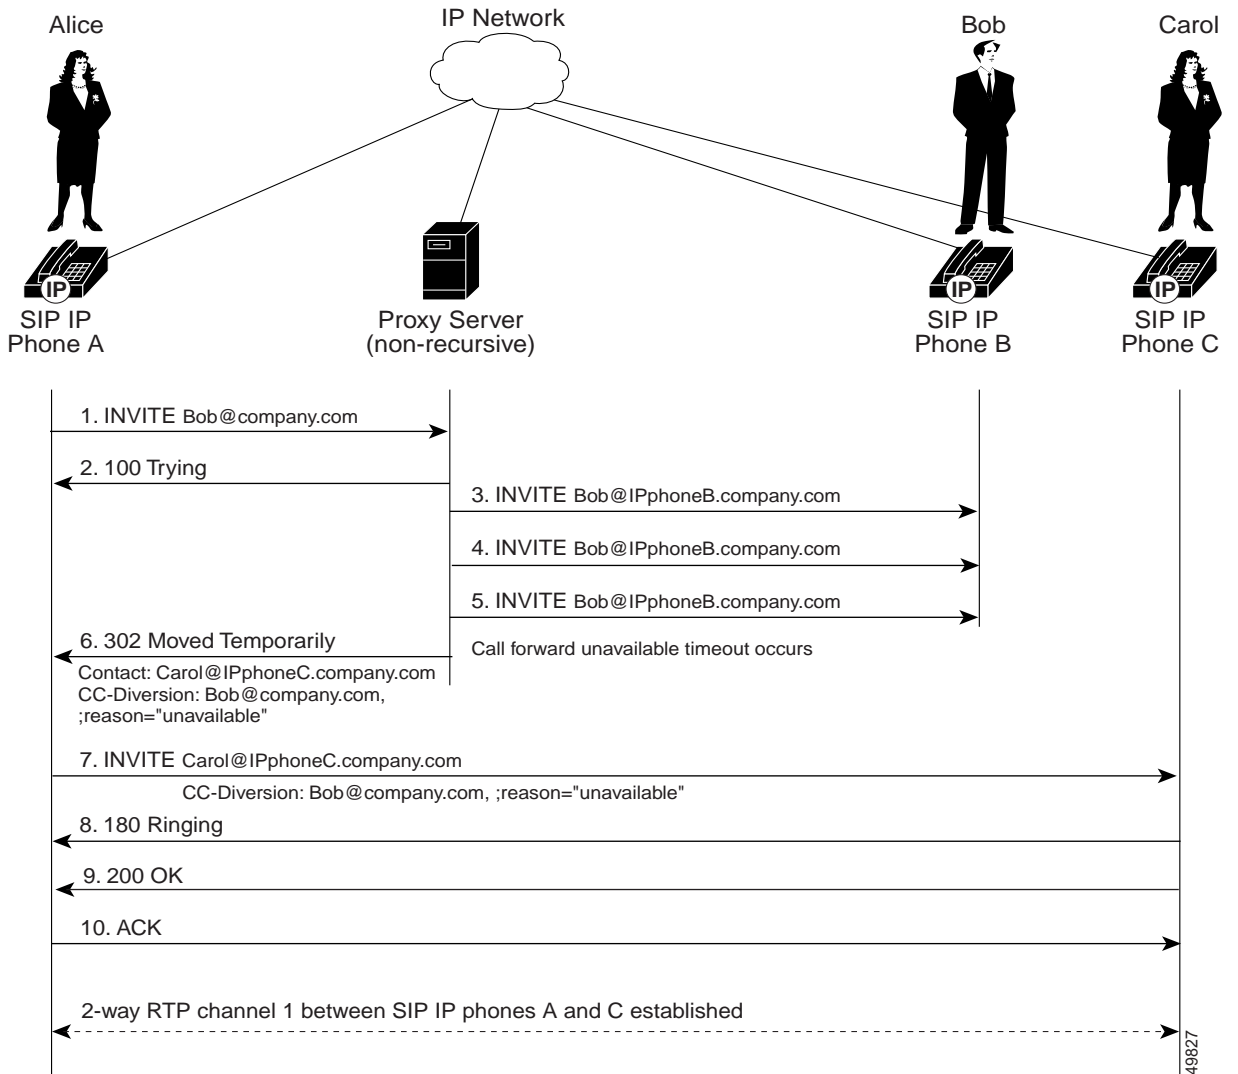 Alice
IP Network
Bob
Carol
IP
IP
IP
SIP IP
Phone A
Proxy Server
(non-recursive)
SIP IP
Phone B
SIP IP
Phone C
1. INVITE Bob@company.com
2. 100 Trying
3. INVITE Bob@IPphoneB.company.com
4. INVITE Bob@IPphoneB.company.com
5. INVITE Bob@IPphoneB.company.com
6. 302 Moved Temporarily
Call forward unavailable timeout occurs
Contact: Carol@IPphoneC.company.com
CC-Diversion: Bob@company.com,
;reason="unavailable"
7. INVITE Carol@IPphoneC.company.com
CC-Diversion: Bob@company.com, ;reason="unavailable"
8. 180 Ringing
9. 200 OK
10. ACK
2-way RTP channel 1 between SIP IP phones A and C established
49827